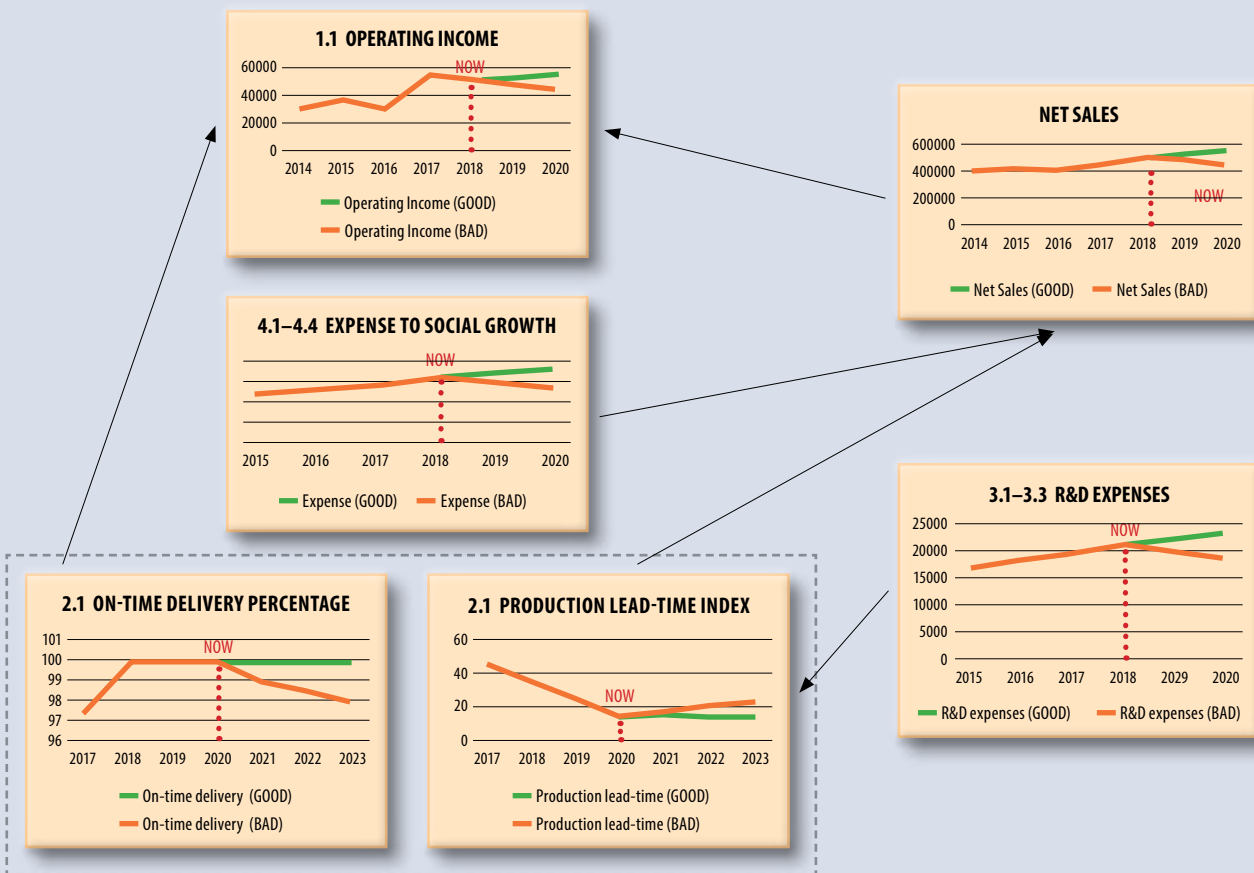 1.1 OPERATING INCOME
60000
40000
20000
0
NOW
2014 2015 2016 2017 2018 2019 2020
Operating Income (GOOD)
Operating Income (BAD)
NET SALES
600000
400000
200000
0
NOW
2014 2015 2016 2017 2018 2019 2020
Net Sales (GOOD) Net Sales (BAD)
4.1–4.4 EXPENSE TO SOCIAL GROWTH
NOW
2015 2016 2017 2018 2019 2020
Expense (GOOD) Expense (BAD)
3.1–3.3 R&D EXPENSES
25000
20000
15000
10000
5000
0
NOW
2015 2016 2017 2018 2029 2020
R&D expenses (GOOD) R&D expenses (BAD)
2.1 ON-TIME DELIVERY PERCENTAGE
101
100
99
98
97
96
NOW
2017 2018 2019 2020 2021 2022 2023
On-time delivery (GOOD)
On-time delivery (BAD)
2.1 PRODUCTION LEAD-TIME INDEX
60
40
20
0
NOW
2017 2018 2019 2020 2021 2022 2023
Production lead-time (GOOD)
Production lead-time (BAD)